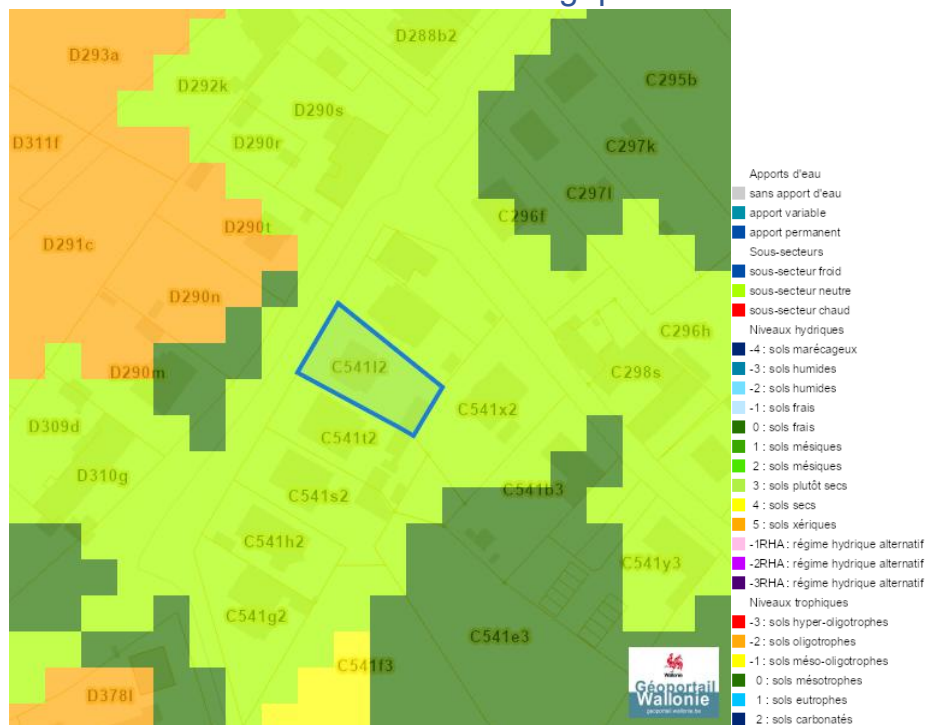 D288b2
D293a
C295b
D292k
D290s
D311f
D290r
C297k
C297l
C296f
D290t
D291c
D290n
C296h
D290m
C541l2
C298s
C541x2
D309d
C541t2
D310g
C541s2
C541b3
C541h2
C541y3
C541g2
C541e3
C541f3
D378l
Wallonie
Géoportail
Wallonie
geoportail.wallonie.be
Apports d'eau
sans apport d'eau
apport variable
apport permanent
Sous-secteurs
sous-secteur froid
sous-secteur neutre
sous-secteur chaud
Niveaux hydriques
-4 : sols marécageux
-3 : sols humides
-2 : sols humides
-1 : sols frais
0 : sols frais
1 : sols mésiques
2 : sols mésiques
3 : sols plutôt secs
4 : sols secs
5 : sols xériques
-1RHA : régime hydrique alternatif
-2RHA : régime hydrique alternatif
-3RHA : régime hydrique alternatif
Niveaux trophiques
-3 : sols hyper-oligotrophes
-2 : sols oligotrophes
-1 : sols méso-oligotrophes
0 : sols mésotrophes
1 : sols eutrophes
2 : sols carbonatés